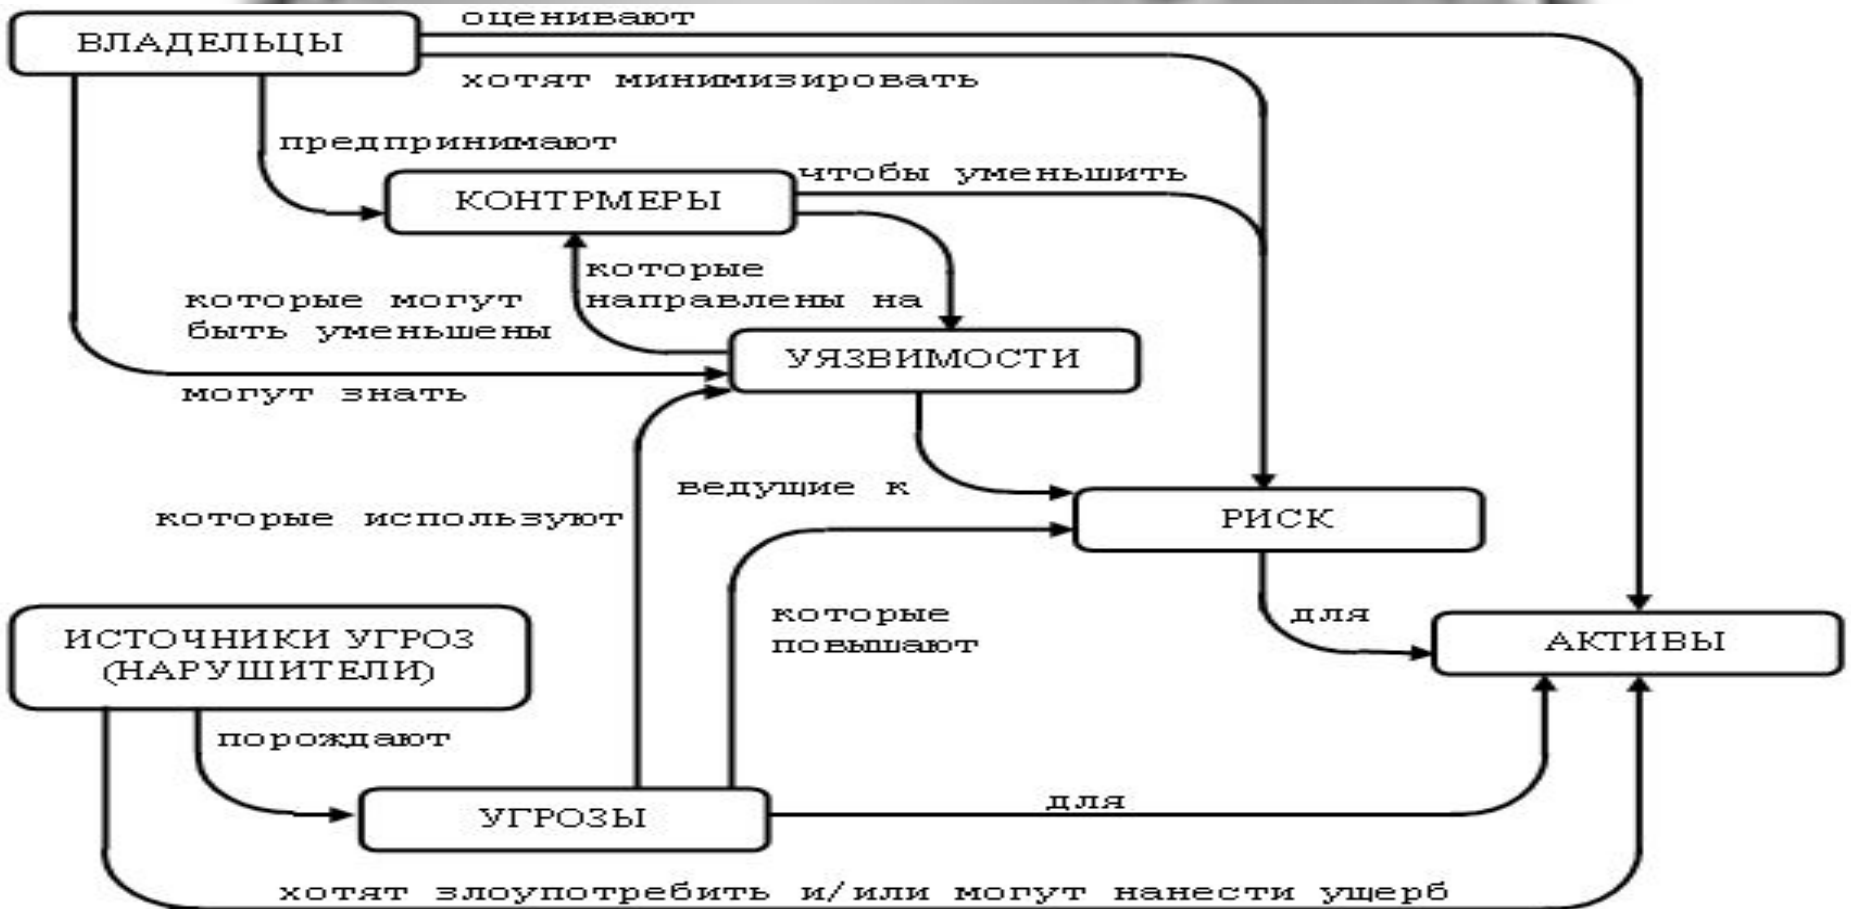 оценивают
ВЛАДЕЛЬЦЫ
хотят минимизировать
предпринимают
чтобы уменьшить
КОНТРМЕРЫ
которые
направлены на
которые могут
быть уменьшены
УЯЗВИМОСТИ
могут знать
ведущие к
которые используют
РИСК
которые
повышают
для
ИСТОЧНИКИ УГРОЗ
(НАРУШИТЕЛИ)
АКТИВЫ
порождают
для
УГРОЗЫ
хотят злоупотребить и/или могут нанести ущерб